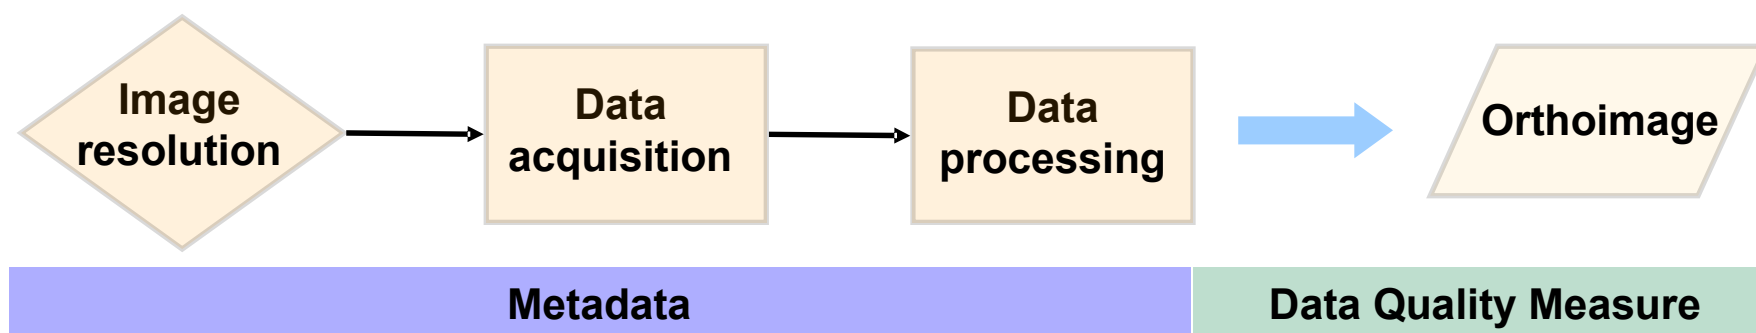 Image
resolution
Data
acquisition
Data
processing
Orthoimage
Metadata
Data Quality Measure